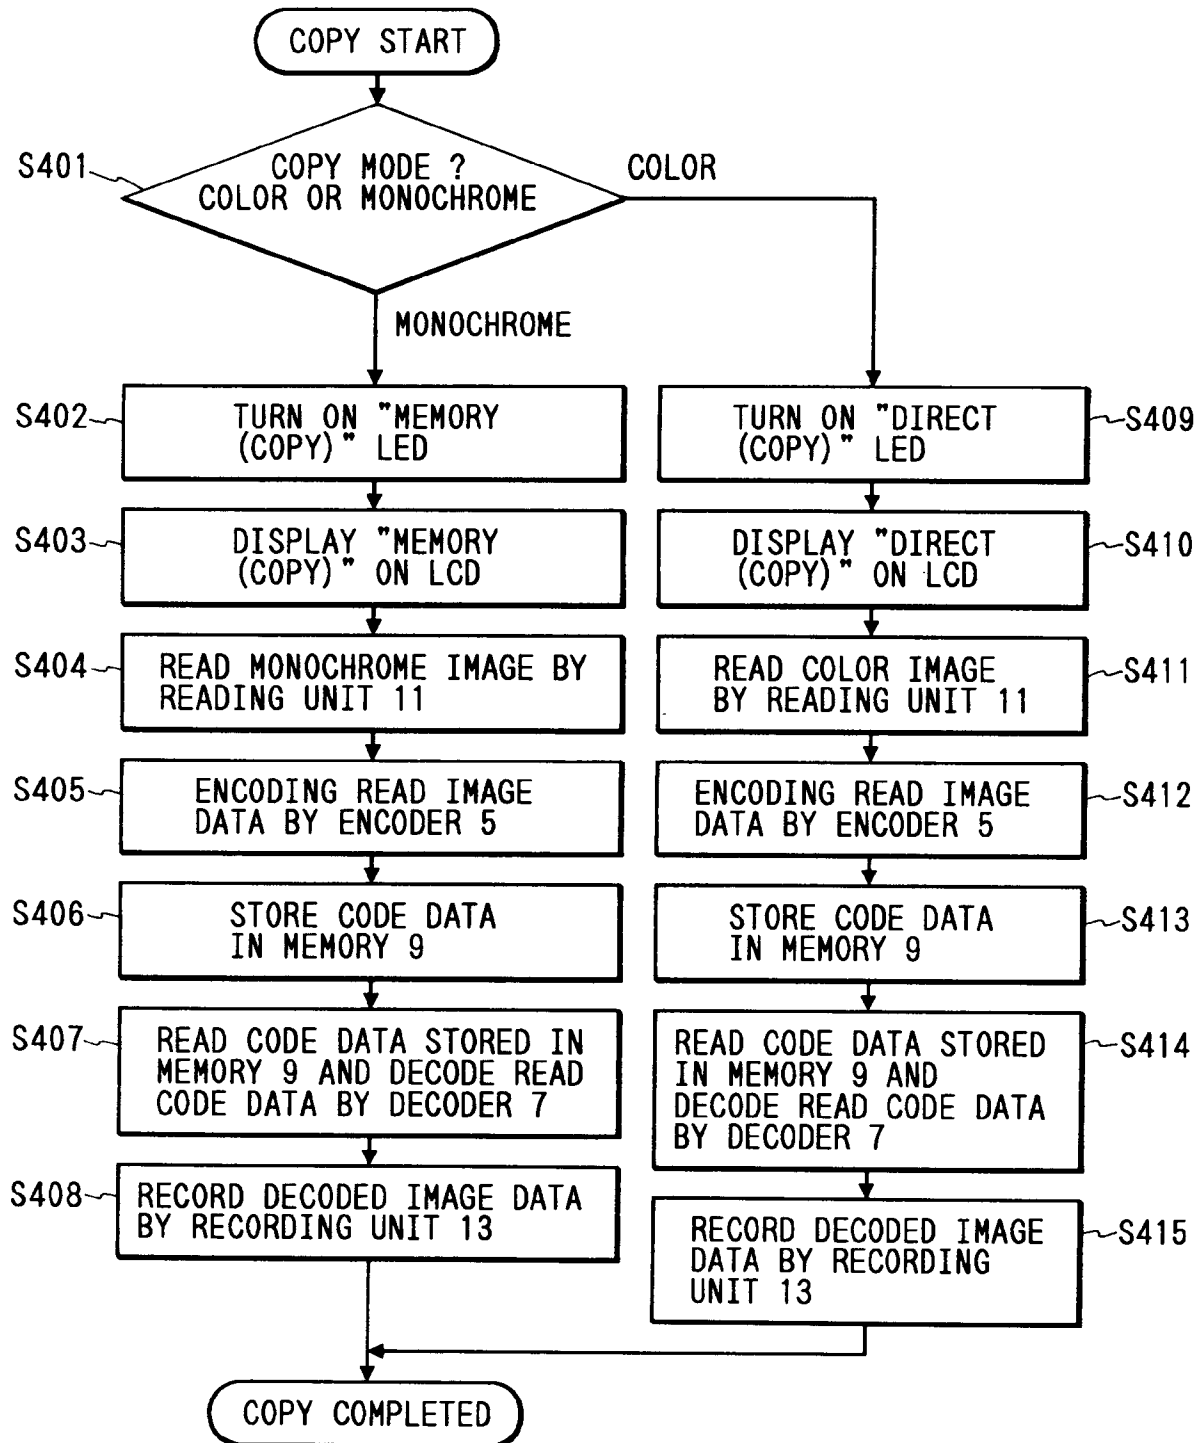 COPY START
S401
COPY MODE ?
COLOR OR MONOCHROME
COLOR
MONOCHROME
S402
TURN ON "MEMORY
(COPY)" LED
S403
DISPLAY "MEMORY
(COPY)" ON LCD
S404
READ MONOCHROME IMAGE BY
READING UNIT 11
S405
ENCODING READ IMAGE
DATA BY ENCODER 5
S406
STORE CODE DATA
IN MEMORY 9
S407
READ CODE DATA STORED IN
MEMORY 9 AND DECODE READ
CODE DATA BY DECODER 7
S408
RECORD DECODED IMAGE DATA
BY RECORDING UNIT 13
TURN ON "DIRECT
(COPY)" LED
S409
DISPLAY "DIRECT
(COPY)" ON LCD
S410
READ COLOR IMAGE
BY READING UNIT 11
S411
ENCODING READ IMAGE
DATA BY ENCODER 5
S412
STORE CODE DATA
IN MEMORY 9
S413
READ CODE DATA STORED
IN MEMORY 9 AND
DECODE READ CODE DATA
BY DECODER 7
S414
RECORD DECODED IMAGE
DATA BY RECORDING
UNIT 13
S415
COPY COMPLETED